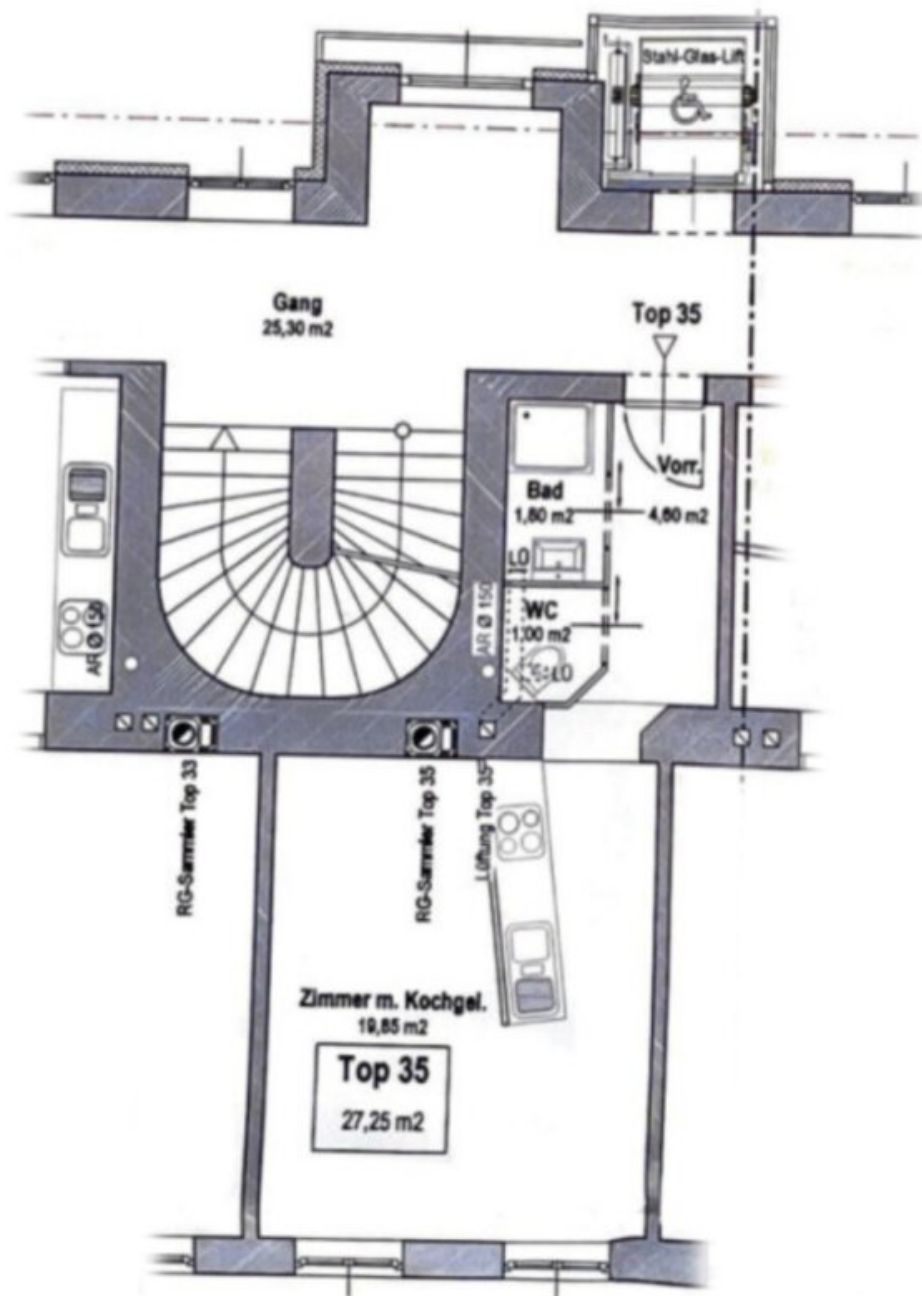 Stahl-Glas-Lift
Gang
25,30 m2
Top 35
Vorr.
4,60 m2
Bad
1,80 m2
LÜ
AR Ø 150
WC
1,00 m2
AR Ø 150
RG-Sammler Top 33
RG-Sammler Top 35
Lüftung Top 35
Zimmer m. Kochgel.
19,85 m2
Top 35
27,25 m2